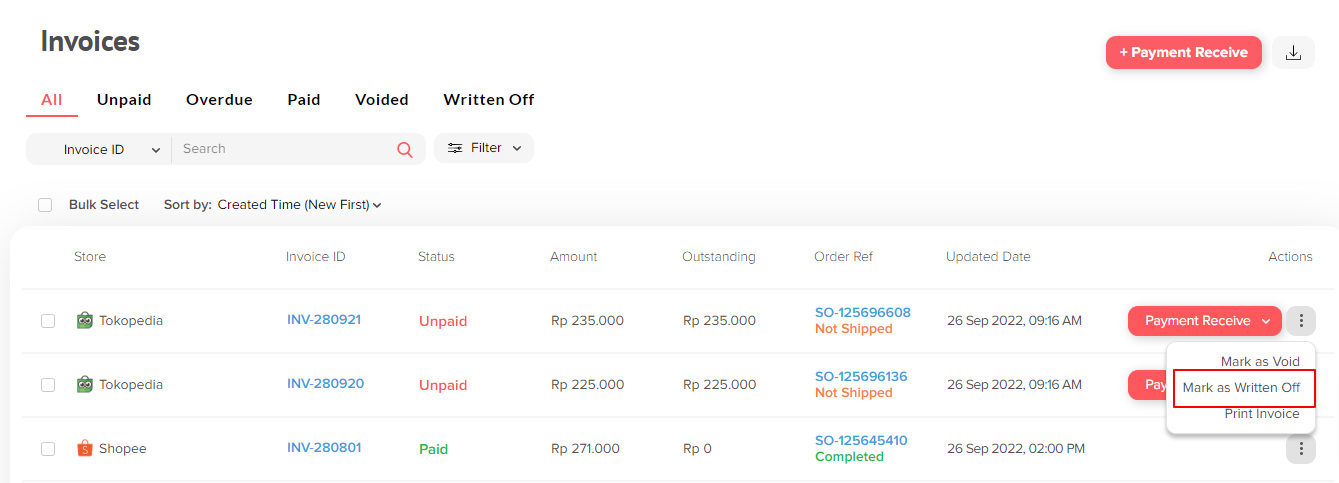 Invoices
+ Payment Receive
All Unpaid Overdue Paid Voided Written Off
Invoice ID Search Filter
Bulk Select Sort by: Created Time (New First)
Store Invoice ID Status Amount Outstanding Order Ref Updated Date Actions
Tokopedia INV-280921 Unpaid Rp 235.000 Rp 235.000 SO-125696608 26 Sep 2022, 09:16 AM Payment Receive
Not Shipped
Mark as Void
Tokopedia INV-280920 Unpaid Rp 225.000 Rp 225.000 SO-125696136 26 Sep 2022, 09:16 AM Pay
Not Shipped
Mark as Written Off
Print Invoice
Shopee INV-280801 Paid Rp 271.000 Rp 0 SO-125645410 26 Sep 2022, 02:00 PM
Completed